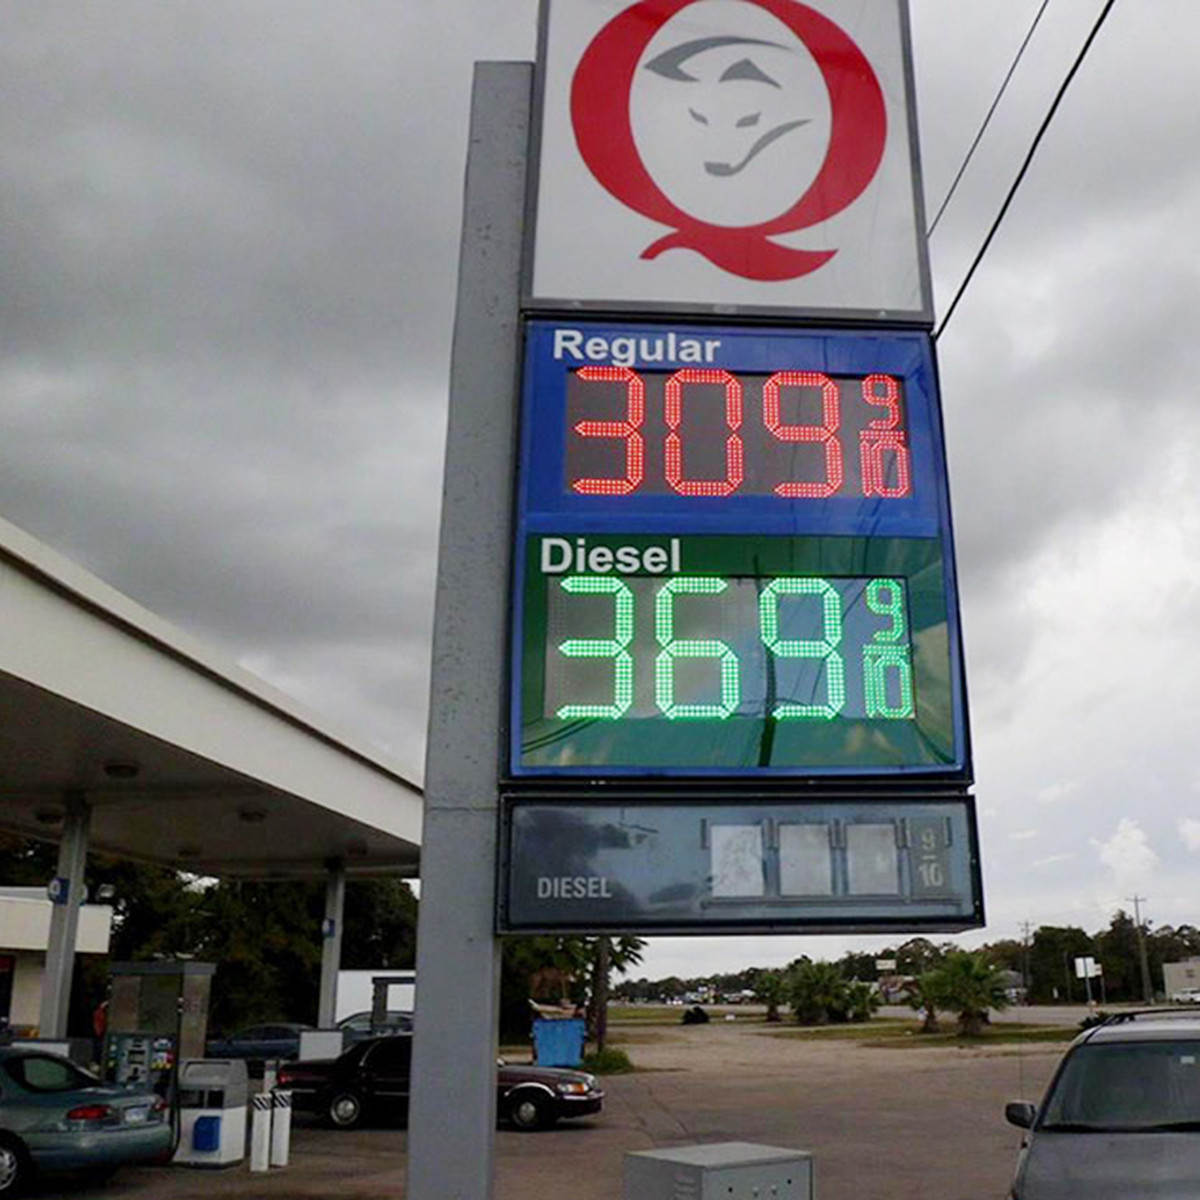 Q
Regular
309 9/10
Diesel
369 9/10
DIESEL
9/10